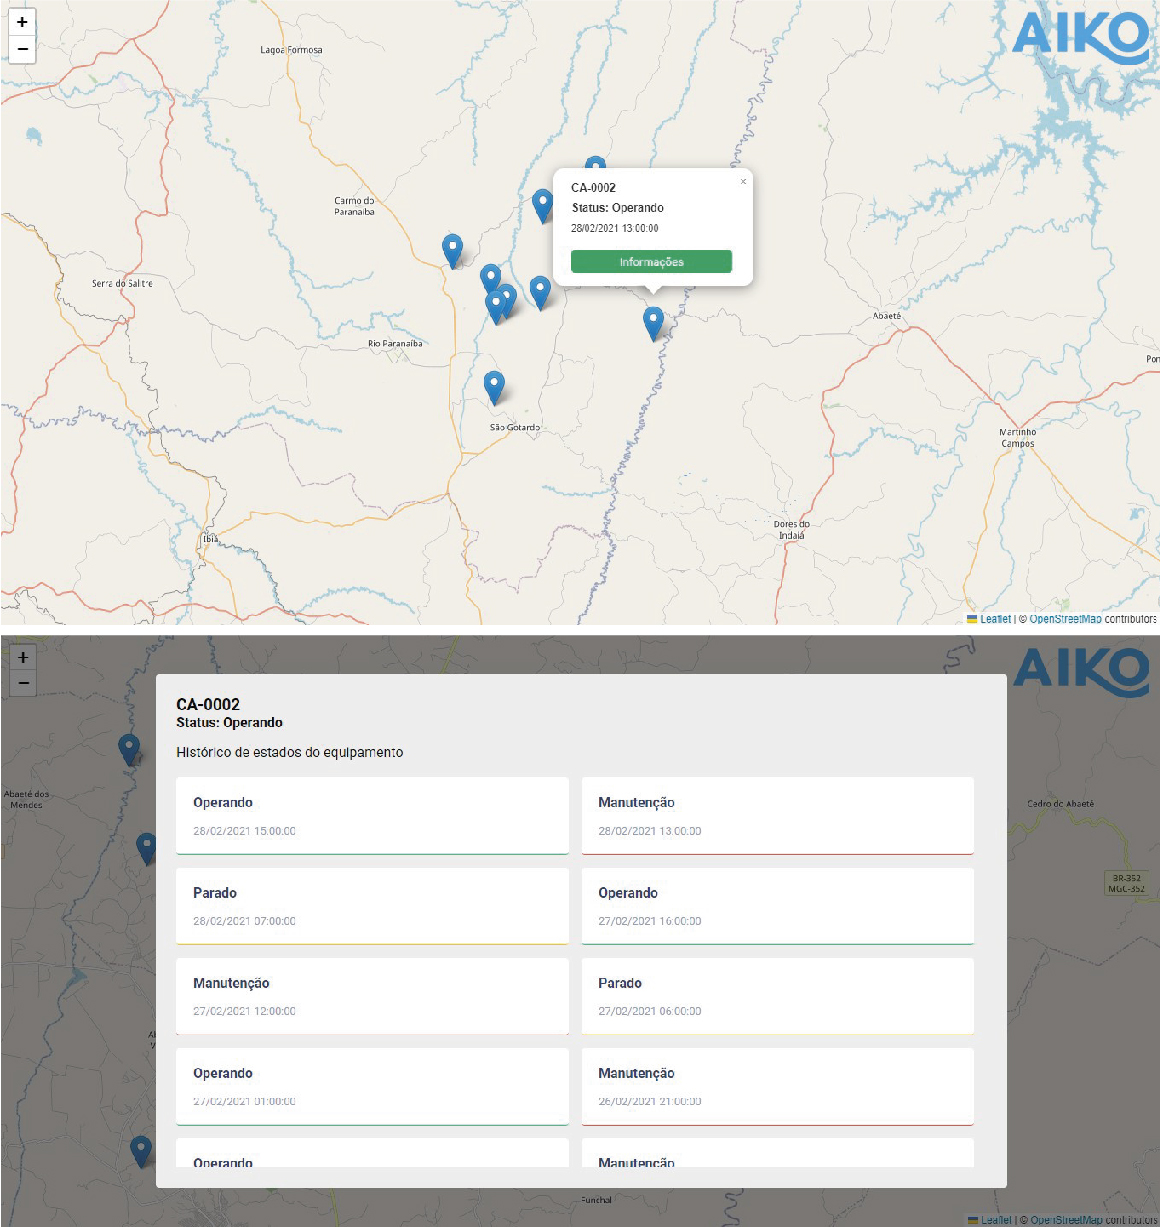 +
−
AIKO
Lagoa Formosa
Carmo do
Paranaíba
Serra do Salitre
Rio Paranaíba
São Gotardo
Ibiá
Abaeté
Pon
Martinho
Campos
Dores do
Indaiá
CA-0002
×
Status: Operando
28/02/2021 13:00:00
Informações
Leaflet | © OpenStreetMap contributors
+
−
AIKO
CA-0002
Status: Operando
Histórico de estados do equipamento
Operando
28/02/2021 15:00:00
Manutenção
28/02/2021 13:00:00
Parado
28/02/2021 07:00:00
Operando
27/02/2021 16:00:00
Manutenção
27/02/2021 12:00:00
Parado
27/02/2021 06:00:00
Operando
27/02/2021 01:00:00
Manutenção
26/02/2021 21:00:00
Operando
Manutenção
Abaeté dos
Mendes
Cedro do Abaeté
BR-352
MGC-352
Funchal
Leaflet | © OpenStreetMap contributors